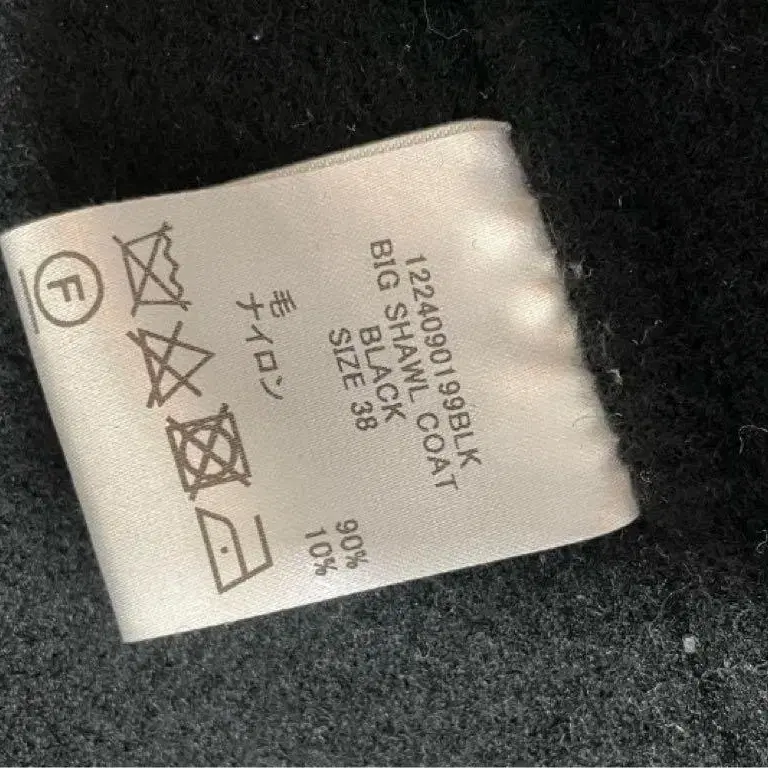 1224090199BLK
BIG SHAWL COAT
BLACK
SIZE 38
毛 90%
ナイロン 10%
F